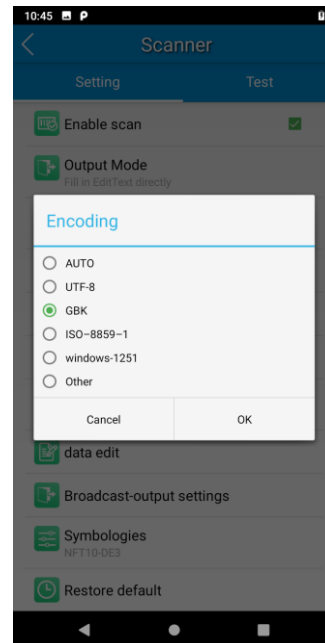 10:45
Scanner
Setting
Test
Enable scan
Output Mode
Fill in EditText directly
Encoding
AUTO
UTF-8
GBK
ISO-8859-1
windows-1251
Other
Cancel
OK
data edit
Broadcast-output settings
Symbologies
NFT10-DE3
Restore default